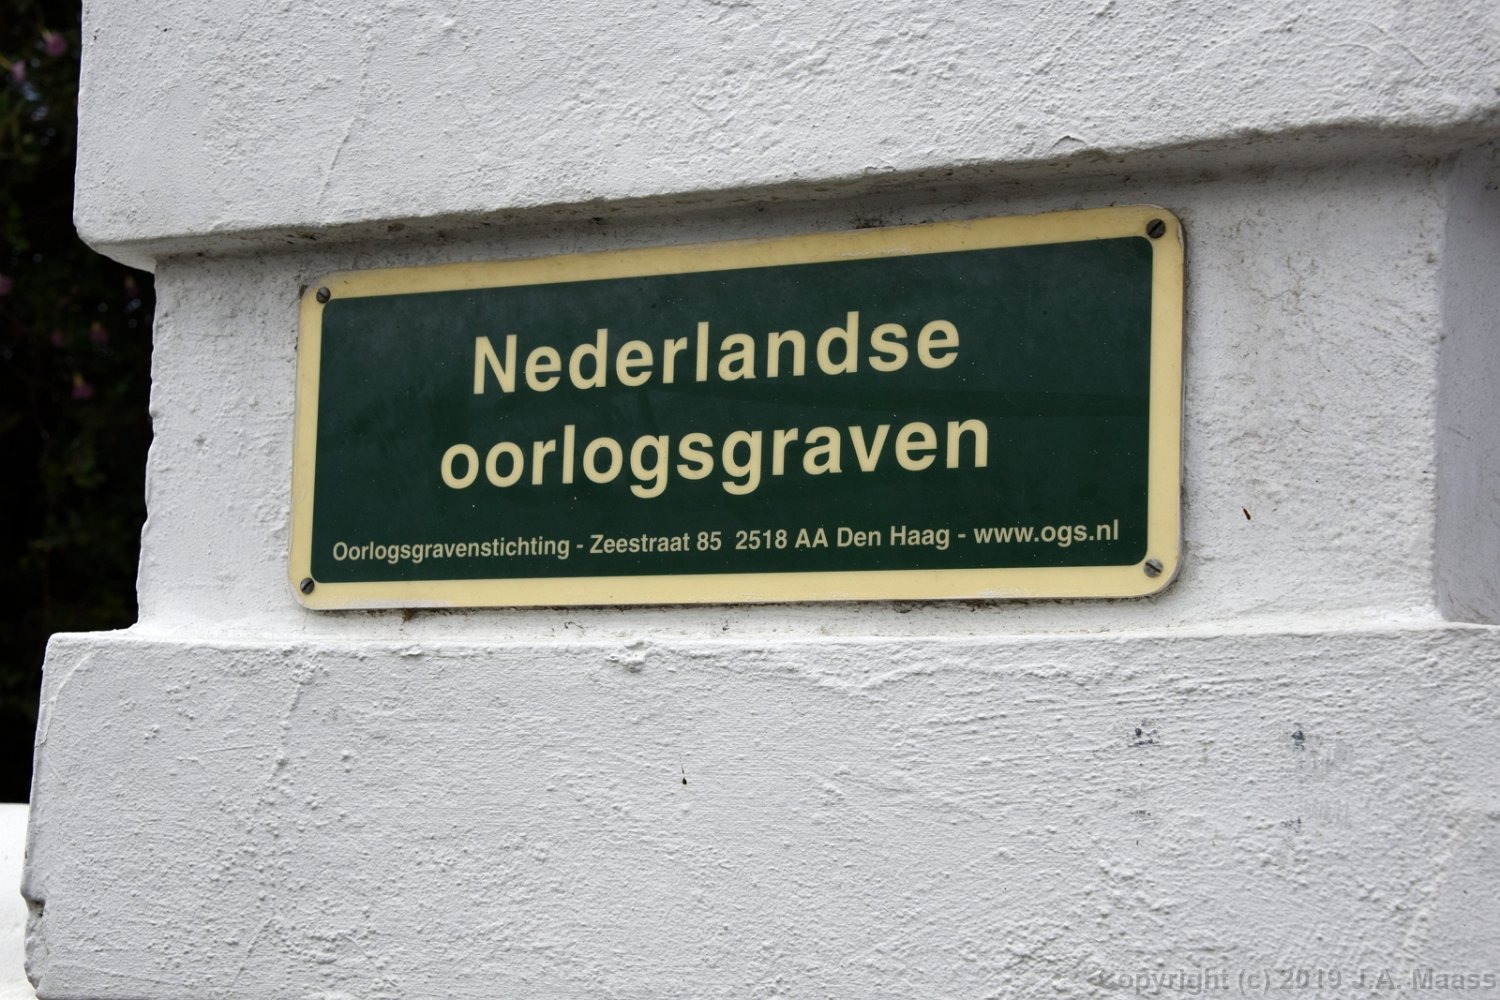 Nederlandse
oorlogsgraven
Oorlogsgravenstichting - Zeestraat 85 2518 AA Den Haag - www.ogs.nl
Copyright (c) 2019 J.A. Maass